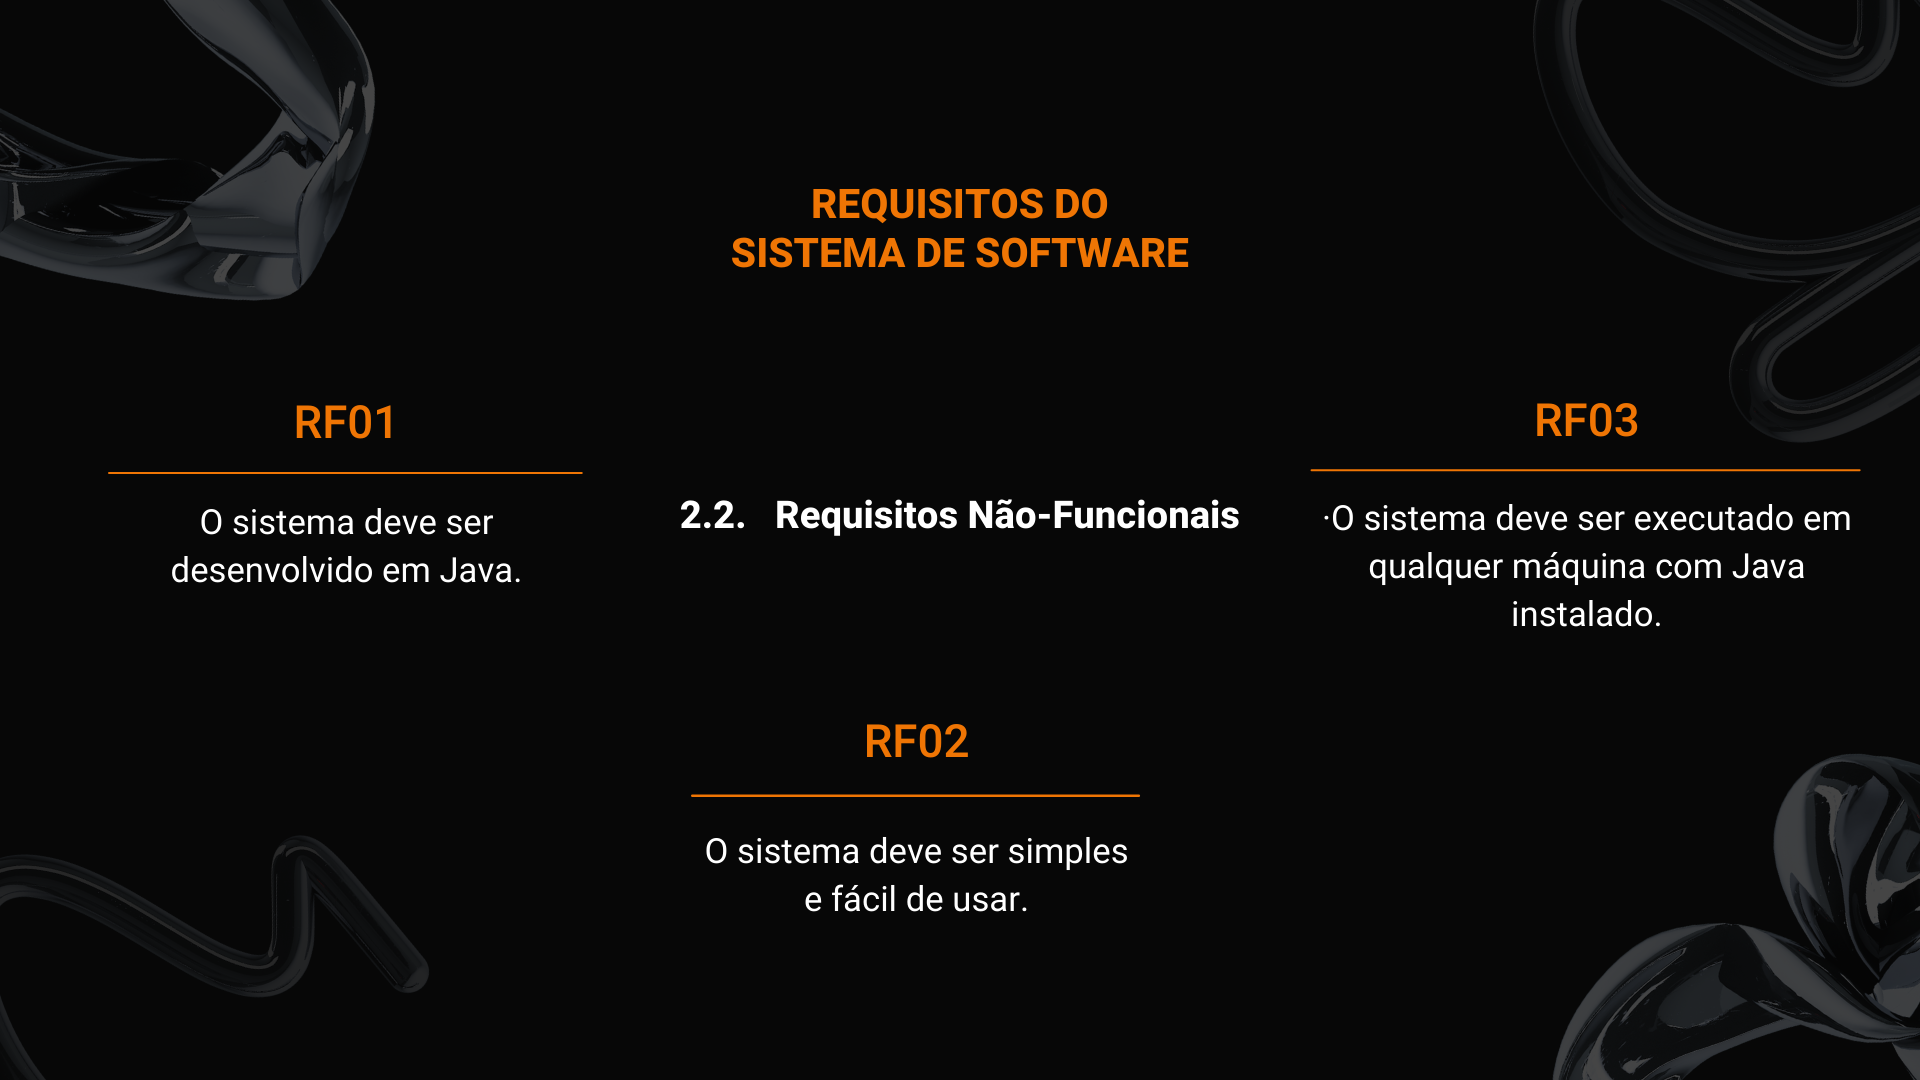 REQUISITOS DO
SISTEMA DE SOFTWARE
RF01
O sistema deve ser
desenvolvido em Java.
2.2. Requisitos Não-Funcionais
RF03
·O sistema deve ser executado em
qualquer máquina com Java
instalado.
RF02
O sistema deve ser simples
e fácil de usar.